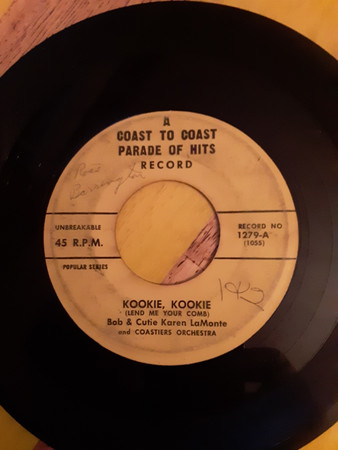 A
COAST TO COAST
PARADE OF HITS
RECORD
UNBREAKABLE
45 R.P.M.
POPULAR SERIES
RECORD NO
1279-A
(1055)
KOOKIE, KOOKIE
(LEND ME YOUR COMB)
Bob & Cutie Karen LaMonte
and COASTIERS ORCHESTRA